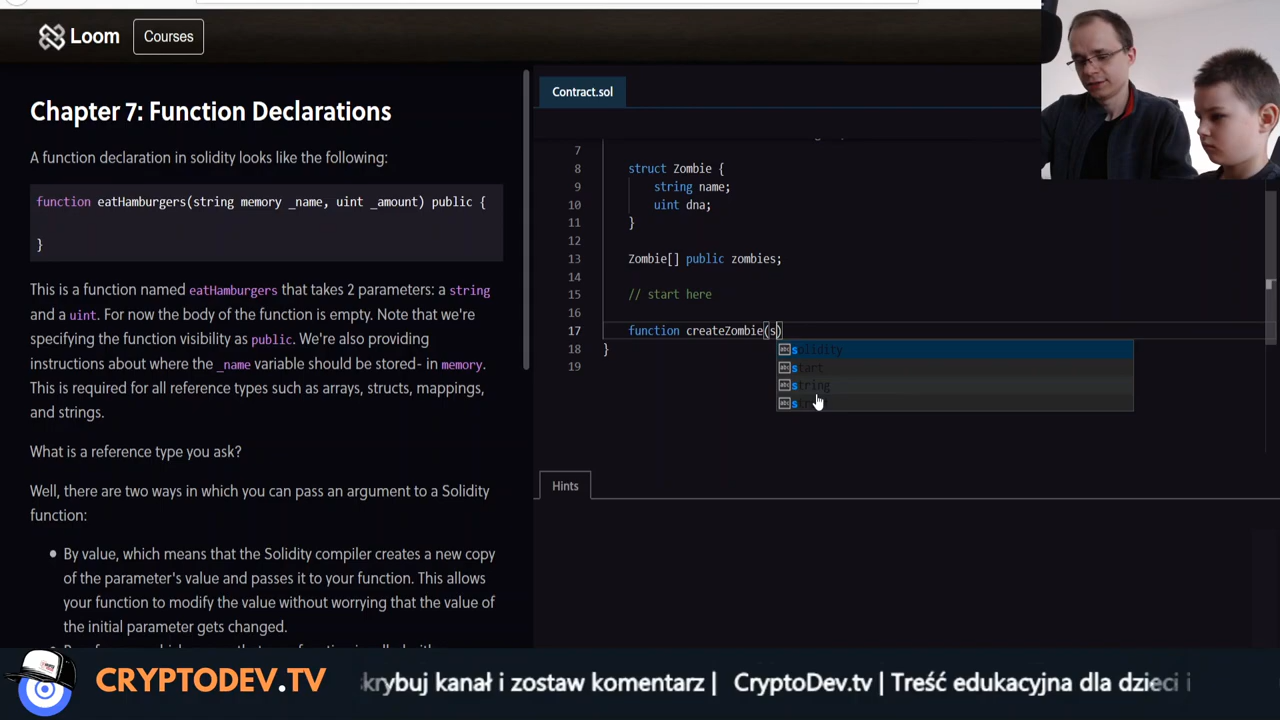 Loom
Courses
Chapter 7: Function Declarations
A function declaration in solidity looks like the following:
function eatHamburgers(string memory _name, uint _amount) public {
}
This is a function named eatHamburgers that takes 2 parameters: a string
and a uint. For now the body of the function is empty. Note that we're
specifying the function visibility as public. We're also providing
instructions about where the _name variable should be stored- in memory.
This is required for all reference types such as arrays, structs, mappings,
and strings.
What is a reference type you ask?
Well, there are two ways in which you can pass an argument to a Solidity
function:
By value, which means that the Solidity compiler creates a new copy
of the parameter's value and passes it to your function. This allows
your function to modify the value without worrying that the value of
the initial parameter gets changed.
Contract.sol
7
8 struct Zombie {
9 string name;
10 uint dna;
11 }
12
13 Zombie[] public zombies;
14
15 // start here
16
17 function createZombie(s)
18 }
19
solidity
start
string
Hints
CRYPTODEV.TV
skrybuj kanał i zostaw komentarz | CryptoDev.tv | Treść edukacyjna dla dzieci i